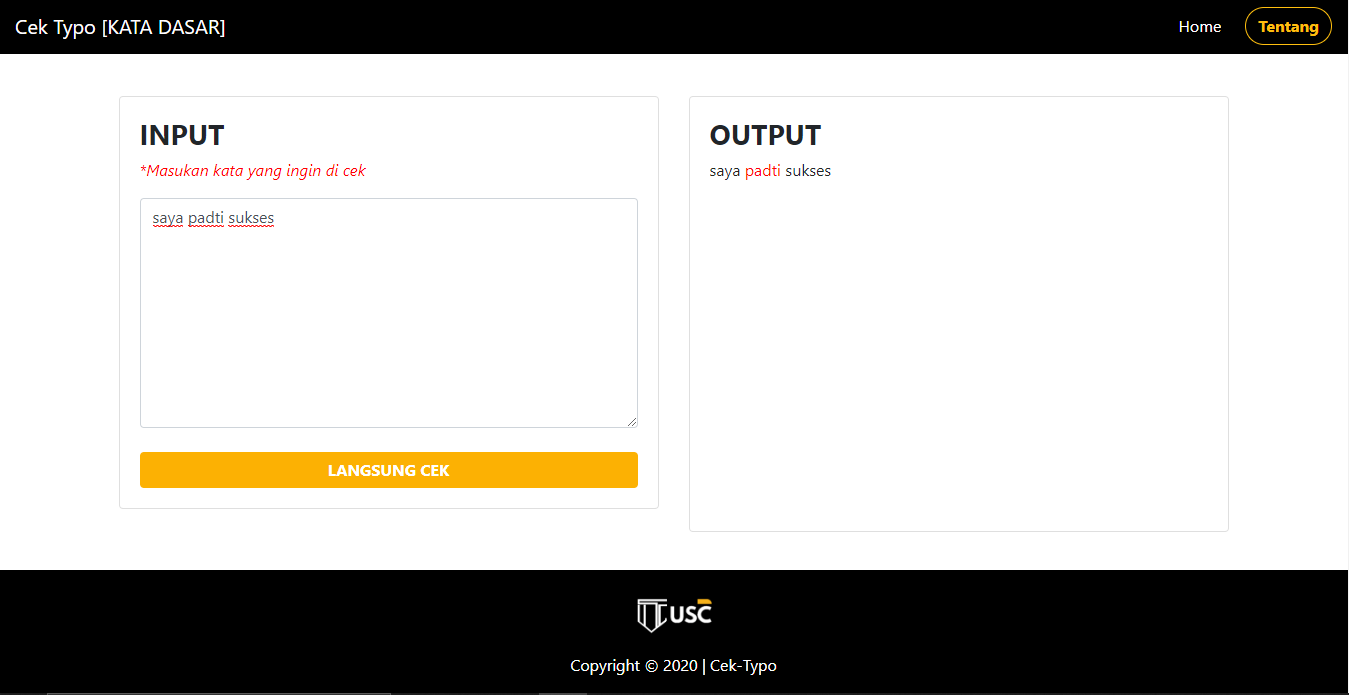 Cek Typo [KATA DASAR]
Home
Tentang
INPUT
*Masukan kata yang ingin di cek
saya padti sukses
LANGSUNG CEK
OUTPUT
saya padti sukses
USC
Copyright © 2020 | Cek-Typo